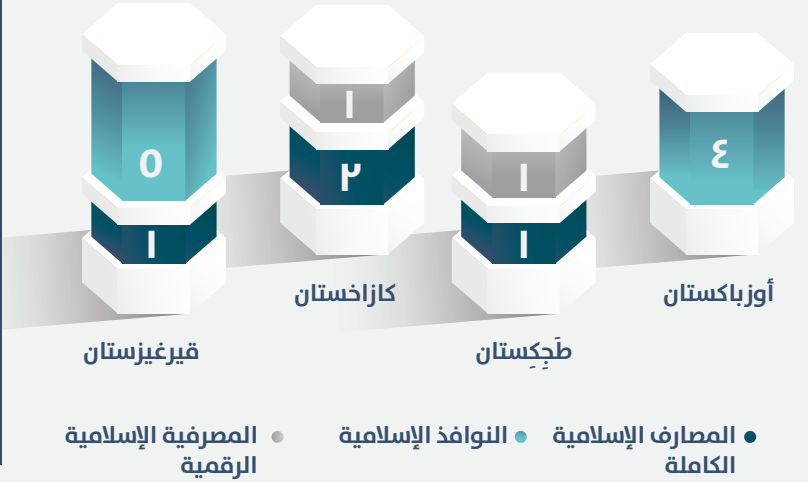 ٤
أوزباكستان
١
١
طَجِكِستان
١
٢
كازاخستان
٥
١
قيرغيزستان
المصارف الإسلامية
الكاملة
النوافذ الإسلامية
المصرفية الإسلامية
الرقمية